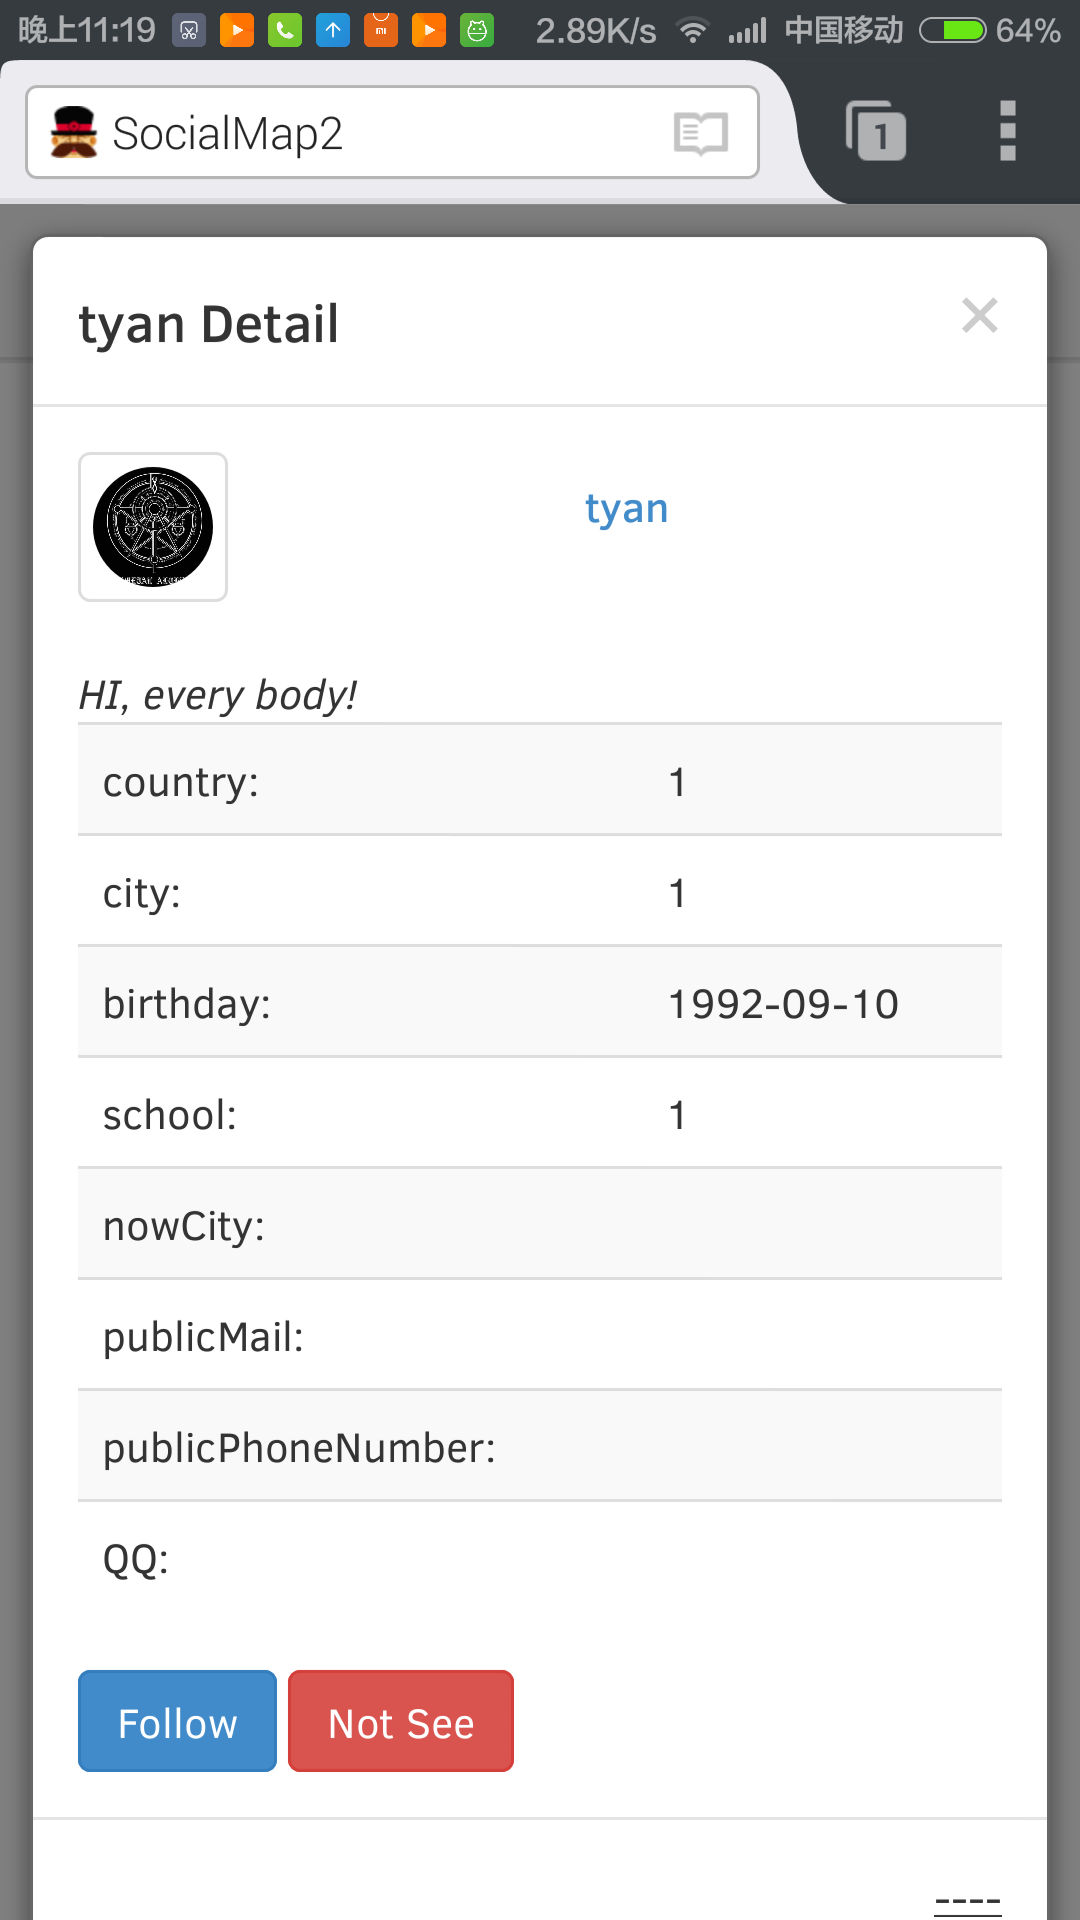 晚上11:19 2.89K/s 中国移动 64%
SocialMap2
1
tyan Detail
×
tyan
HI, every body!
country: 1
city: 1
birthday: 1992-09-10
school: 1
nowCity:
publicMail:
publicPhoneNumber:
QQ:
Follow Not See
----